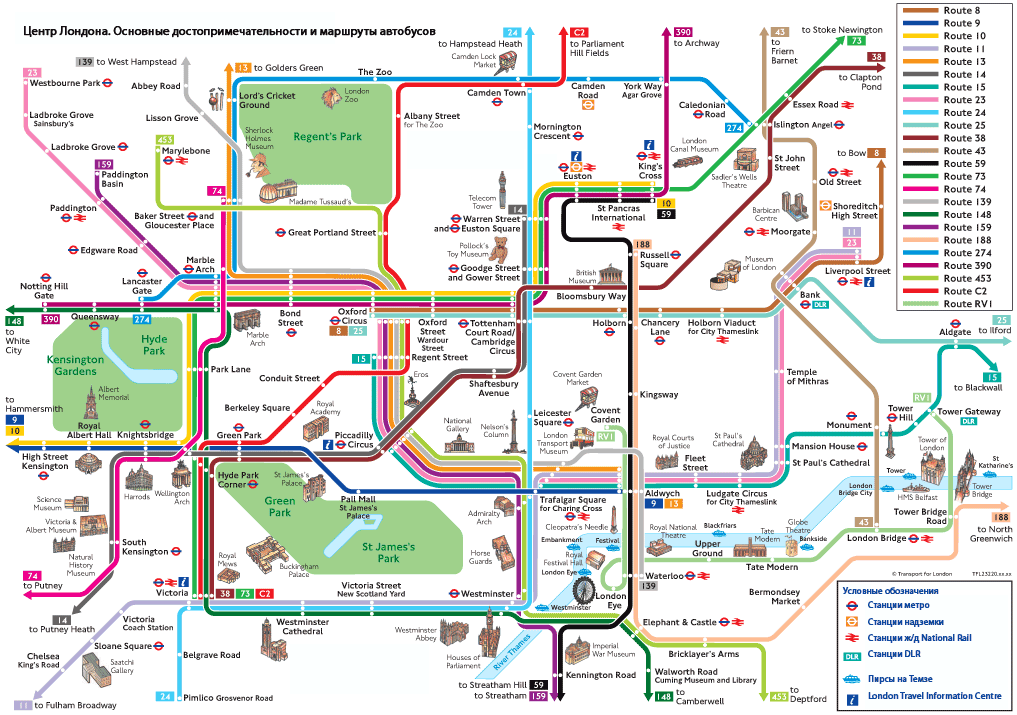 Центр Лондона. Основные достопримечательности и маршруты автобусов
24
to Hampstead Heath
Camden Lock
Market
C2
to Parliament
Hill Fields
390
to Archway
43
to
Friern
Barnet
to Stoke Newington
73
38
to Clapton
Pond
Route 8
Route 9
Route 10
Route 11
Route 13
Route 14
Route 15
Route 23
Route 24
Route 25
Route 38
Route 43
Route 59
Route 73
Route 74
Route 139
Route 148
Route 159
Route 188
Route 274
Route 390
Route 453
Route C2
Route RV1
23
Westbourne Park
139 to West Hampstead
Abbey Road
13 to Golders Green
The Zoo
Lord's Cricket
Ground
London
Zoo
Camden Town
Camden
Road
York Way
Agar Grove
Caledonian
Road
274
Essex Road
Islington Angel
Ladbroke Grove
Sainsbury's
Lisson Grove
Sherlock
Holmes
Museum
Regent's Park
Albany Street
for The Zoo
Mornington
Crescent
London
Canal Museum
to Bow
8
Ladbroke Grove
453
Marylebone
Euston
King's
Cross
Sadler's Wells
Theatre
St John
Street
Old Street
159
Paddington
Basin
74
Madame Tussaud's
Telecom
Tower
14
10
59
Paddington
Baker Street and
Gloucester Place
Great Portland Street
Warren Street
and Euston Square
St Pancras
International
Barbican
Centre
Shoreditch
High Street
Moorgate
11
23
Edgware Road
Pollock's
Toy Museum
188
Russell
Square
Museum
of London
Liverpool Street
Marble
Arch
Goodge Street
and Gower Street
British
Museum
Bloomsbury Way
Notting Hill
Gate
Lancaster
Gate
Bank
DLR
148
to
White
City
390
Queensway
274
Marble
Arch
Bond
Street
Oxford
Circus
8 25
Oxford
Street
Wardour
Street
Tottenham
Court Road/
Cambridge
Circus
Holborn
Chancery
Lane
Holborn Viaduct
for City Thameslink
25
to Ilford
Aldgate
Hyde
Park
Kensington
Gardens
15
Regent Street
Park Lane
Conduit Street
Eros
Shaftesbury
Avenue
Covent Garden
Market
Temple
of Mithras
15
to Blackwall
to
Hammersmith
9
10
Albert
Memorial
Royal
Albert Hall
Knightsbridge
Berkeley Square
Royal
Academy
Kingsway
RV1
Green Park
Piccadilly
Circus
National
Gallery
Nelson's
Column
Leicester
Square
Covent
Garden
RV1
London
Transport
Museum
Royal Courts
of Justice
St Paul's
Cathedral
Monument
Tower
Hill
Tower Gateway
DLR
High Street
Kensington
Harrods
Wellington
Arch
Hyde Park
Corner
St James's
Palace
Fleet
Street
Mansion House
St Paul's Cathedral
Tower of
London
Tower
St
Katharine's
Science
Museum
Green
Park
Pall Mall
St James's
Palace
Admiralty
Arch
Trafalgar Square
for Charing Cross
Aldwych
9 13
Ludgate Circus
for City Thameslink
London
Bridge City
HMS Belfast
Tower
Bridge
Victoria &
Albert Museum
Cleopatra's Needle
Royal National
Theatre
Blackfriars
Tate
Modern
Globe
Theatre
Bankside
43
Tower Bridge
Road
188
to North
Greenwich
Natural
History
Museum
South
Kensington
Royal
Mews
Buckingham
Palace
St James's
Park
Horse
Guards
Embankment
Festival
Royal
Festival Hall
London Eye
Upper
Ground
London Bridge
74
to Putney
Tate Modern
© Transport for London TFL23220.xx.xx
14
to Putney Heath
Victoria
38 73 C2
Victoria Street
New Scotland Yard
Westminster
Westminster
London
Eye
Waterloo
139
Bermondsey
Market
Условные обозначения
Станции метро
Станции надземки
Станции ж/д National Rail
DLR Станции DLR
Пирсы на Темзе
London Travel Information Centre
Victoria
Coach Station
Westminster
Cathedral
Westminster
Abbey
Elephant & Castle
Chelsea
King's Road
Sloane Square
Saatchi
Gallery
Belgrave Road
Houses of
Parliament
River Thames
Imperial
War Museum
Bricklayer's Arms
Kennington Road
Walworth Road
Cuming Museum and Library
11 to Fulham Broadway
24 Pimlico Grosvenor Road
to Streatham Hill 59
to Streatham 159
148 to
Camberwell
453 to
Deptford